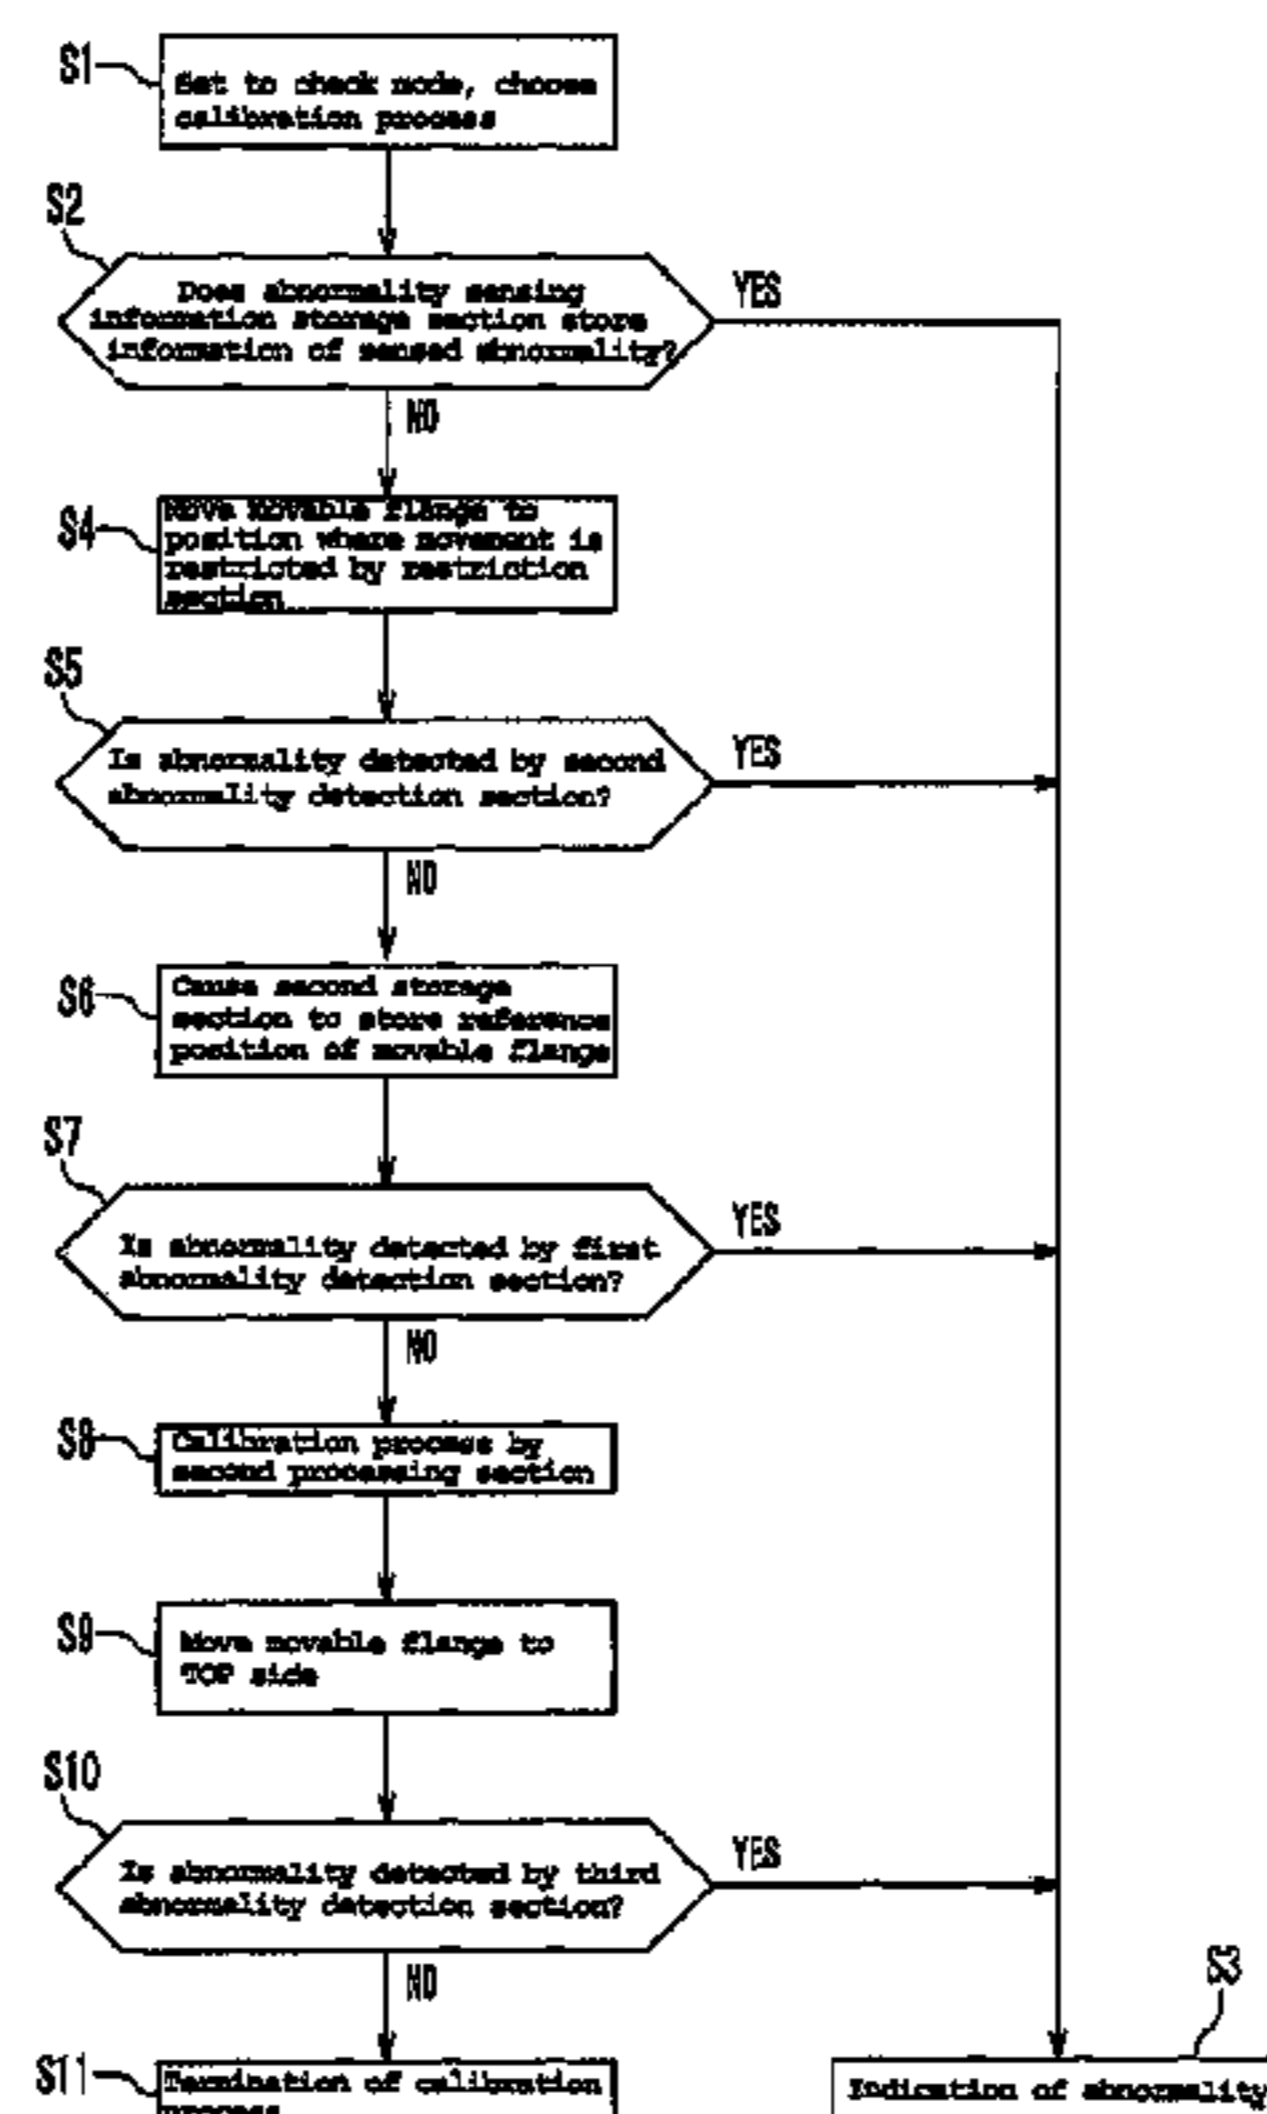 S1
Set to check mode, choose
calibration process
S2
Does abnormality sensing
information storage section store
information of sensed abnormality?
YES
NO
S4
Move movable flange to
position where movement is
restricted by restriction
section
S5
Is abnormality detected by second
abnormality detection section?
YES
NO
S6
Cause second storage
section to store reference
position of movable flange
S7
Is abnormality detected by first
abnormality detection section?
YES
NO
S8
Calibration process by
second processing section
S9
Move movable flange to
TOP side
S10
Is abnormality detected by third
abnormality detection section?
YES
NO
S3
S11
Termination of calibration
process
Indication of abnormality